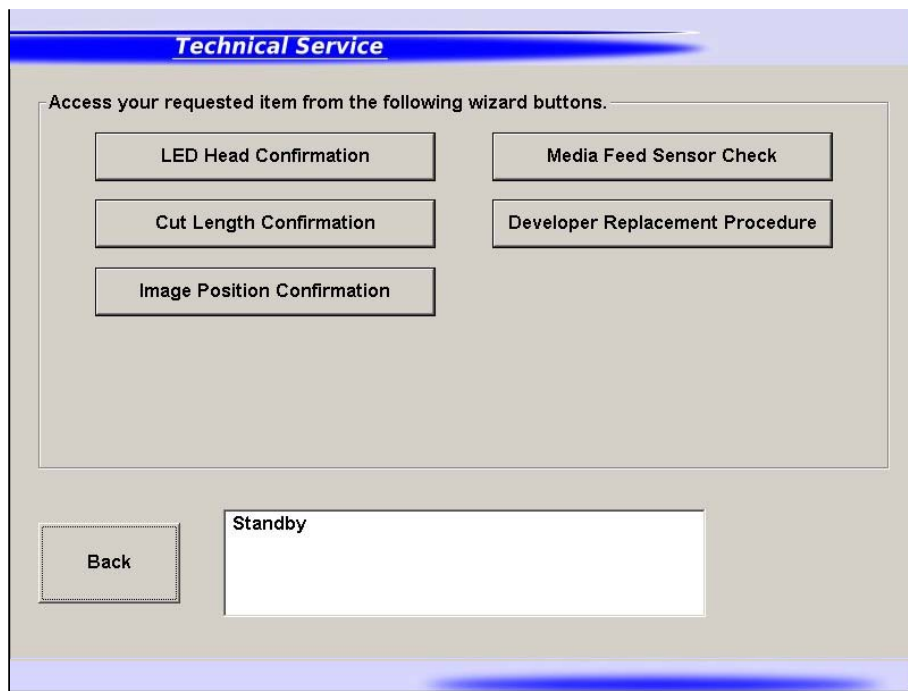 Technical Service
Access your requested item from the following wizard buttons.
LED Head Confirmation
Media Feed Sensor Check
Cut Length Confirmation
Developer Replacement Procedure
Image Position Confirmation
Standby
Back